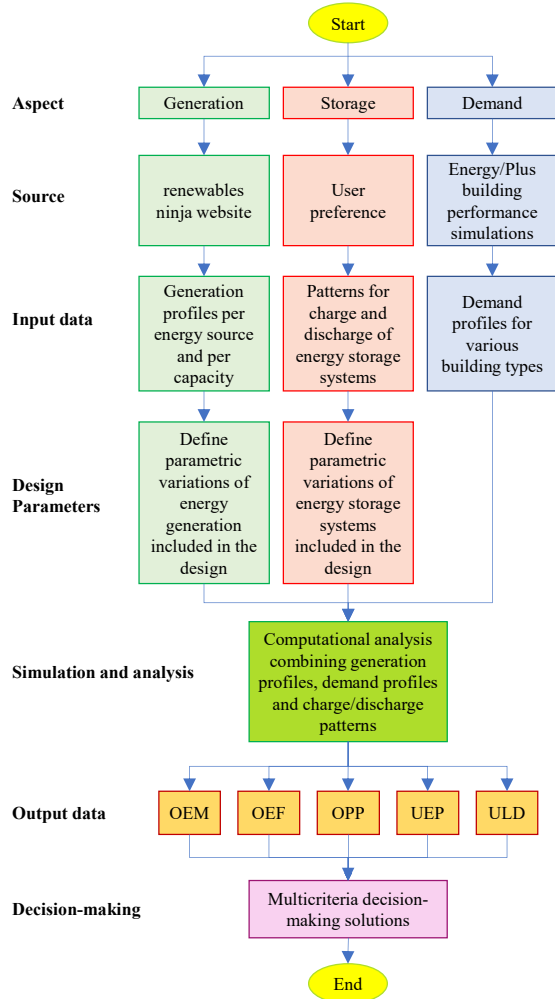 Start
Aspect
Generation
Storage
Demand
Source
renewables
ninja website
User
preference
Energy/Plus
building
performance
simulations
Input data
Generation
profiles per
energy source
and per
capacity
Patterns for
charge and
discharge of
energy storage
systems
Demand
profiles for
various
building types
Design
Parameters
Define
parametric
variations of
energy
generation
included in the
design
Define
parametric
variations of
energy storage
systems
included in the
design
Simulation and analysis
Computational analysis
combining generation
profiles, demand profiles
and charge/discharge
patterns
Output data
OEM
OEF
OPP
UEP
ULD
Decision-making
Multicriteria decision-
making solutions
End